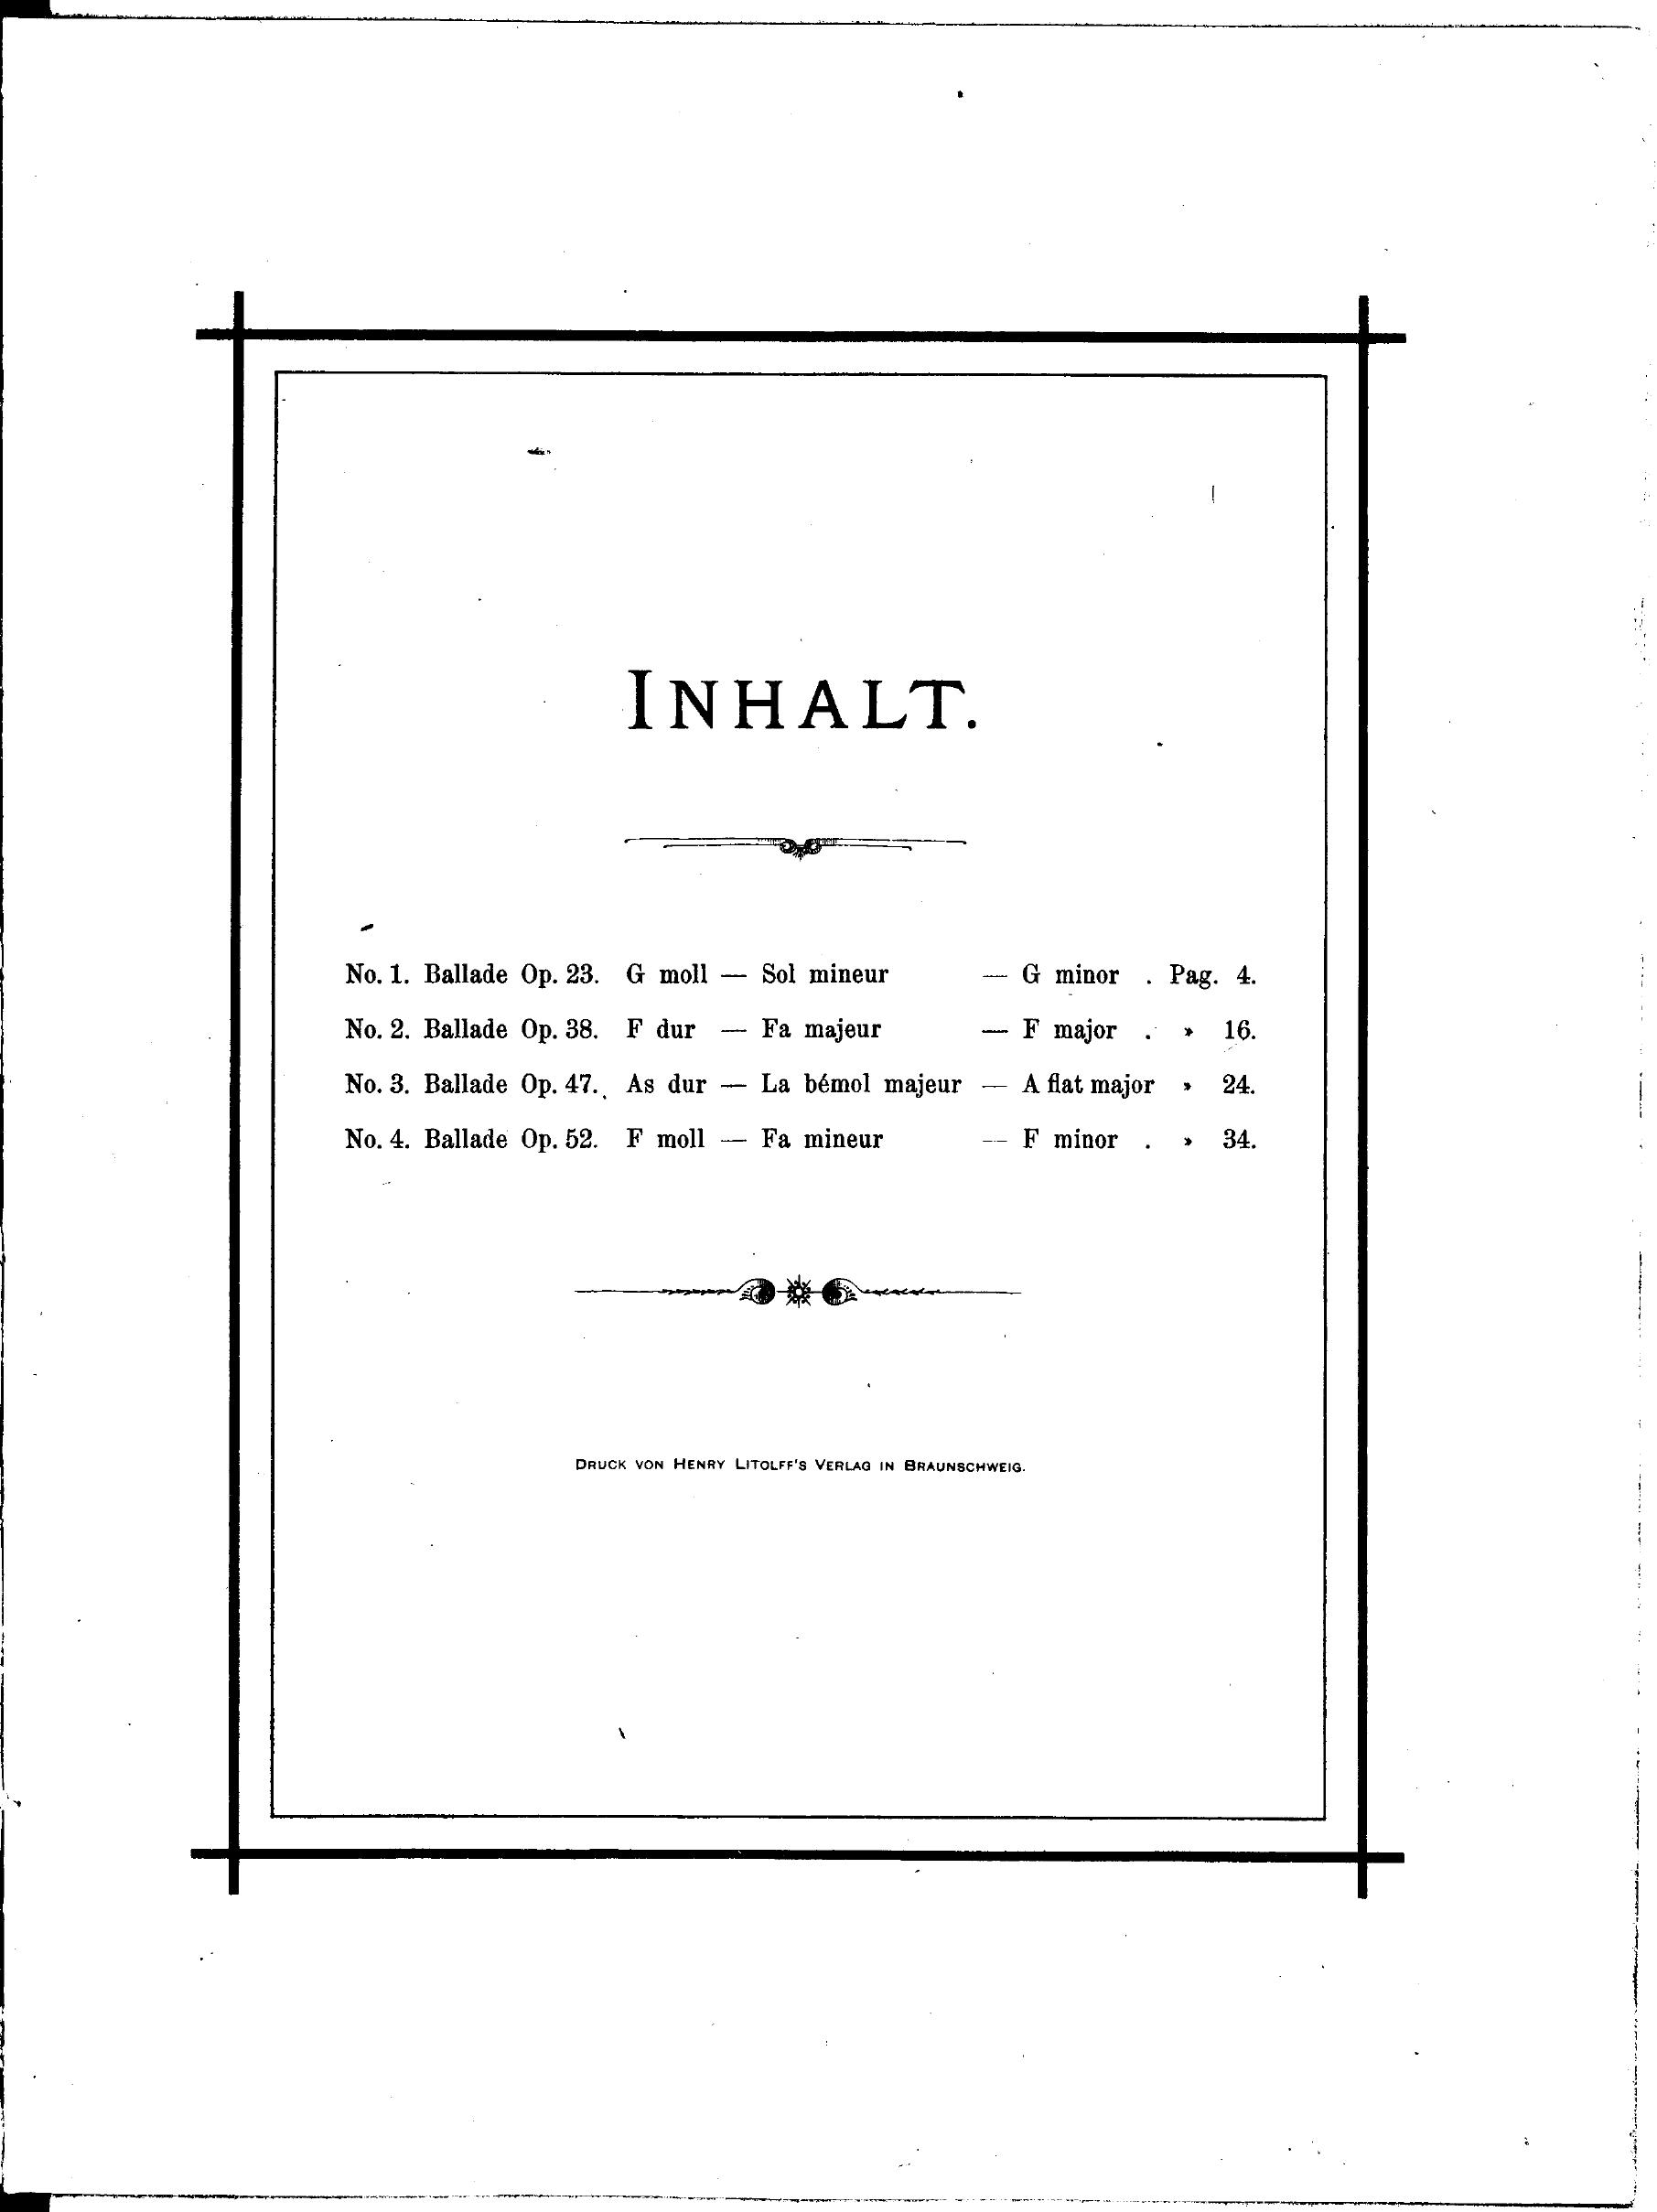 INHALT.
No. 1. Ballade Op. 23. G moll — Sol mineur — G minor . Pag. 4.
No. 2. Ballade Op. 38. F dur — Fa majeur — F major . » 16.
No. 3. Ballade Op. 47. As dur — La bémol majeur — A flat major » 24.
No. 4. Ballade Op. 52. F moll — Fa mineur — F minor . » 34.
DRUCK VON HENRY LITOLFF'S VERLAG IN BRAUNSCHWEIG.